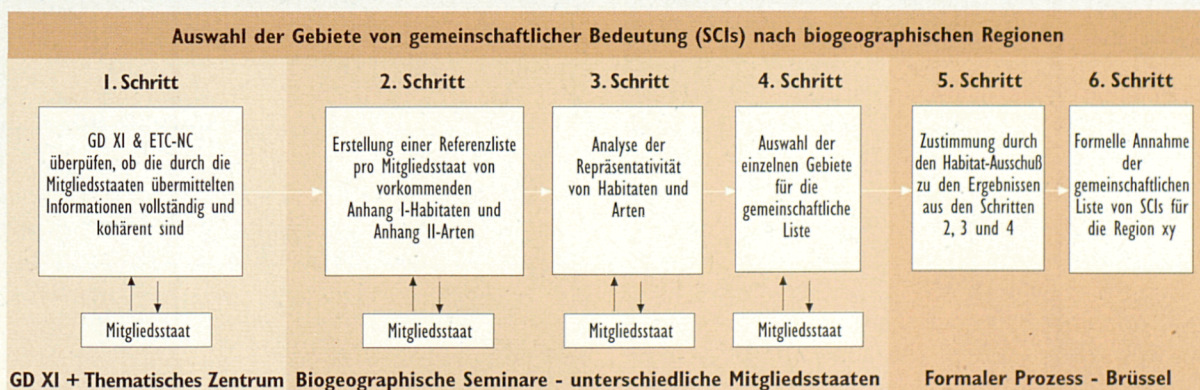 Auswahl der Gebiete von gemeinschaftlicher Bedeutung (SCIs) nach biogeographischen Regionen
1. Schritt
GD XI & ETC-NC
überpüfen, ob die durch die
Mitgliedsstaaten übermittelten
Informationen vollständig und
kohärent sind
Mitgliedsstaat
GD XI + Thematisches Zentrum
2. Schritt
Erstellung einer Referenzliste
pro Mitgliedsstaat von
vorkommenden
Anhang I-Habitaten und
Anhang II-Arten
Mitgliedsstaat
3. Schritt
Analyse der
Repräsentativität
von Habitaten und
Arten
Mitgliedsstaat
4. Schritt
Auswahl der
einzelnen Gebiete
für die
gemeinschaftliche
Liste
Mitgliedsstaat
Biogeographische Seminare - unterschiedliche Mitgliedsstaaten
5. Schritt
Zustimmung durch
den Habitat-Ausschuß
zu den Ergebnissen
aus den Schritten
2, 3 und 4
6. Schritt
Formelle Annahme
der
gemeinschaftlichen
Liste von SCIs für
die Region xy
Formaler Prozess - Brüssel